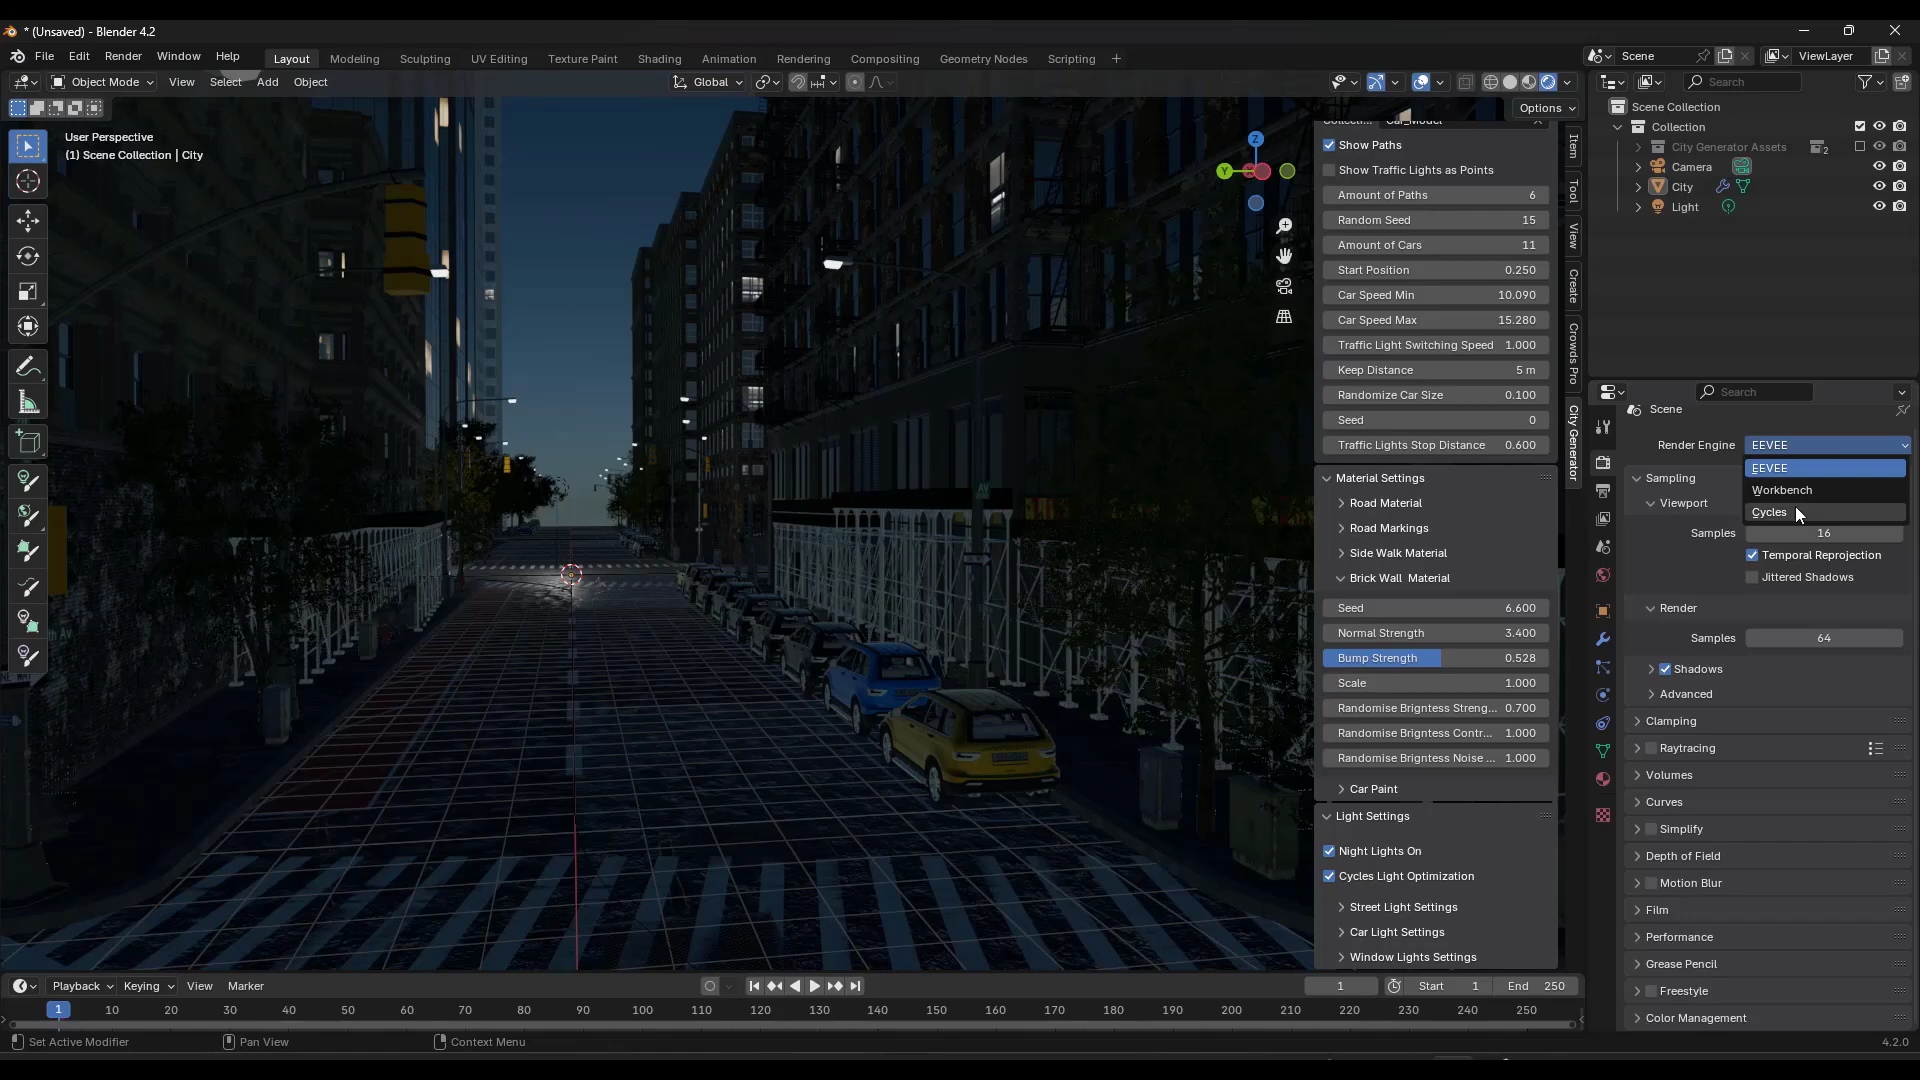 * (Unsaved) - Blender 4.2
File Edit Render Window Help Layout Modeling Sculpting UV Editing Texture Paint Shading Animation Rendering Compositing Geometry Nodes Scripting + Scene ViewLayer
Object Mode View Select Add Object Global Search
Options
User Perspective
(1) Scene Collection | City
Z
Y
Car_Model
Show Paths
Show Traffic Lights as Points
Amount of Paths 6
Random Seed 15
Amount of Cars 11
Start Position 0.250
Car Speed Min 10.090
Car Speed Max 15.280
Traffic Light Switching Speed 1.000
Keep Distance 5 m
Randomize Car Size 0.100
Seed 0
Traffic Lights Stop Distance 0.600
Material Settings
Road Material
Road Markings
Side Walk Material
Brick Wall Material
Seed 6.600
Normal Strength 3.400
Bump Strength 0.528
Scale 1.000
Randomise Brigntess Streng... 0.700
Randomise Brigntess Contr... 1.000
Randomise Brigntess Noise ... 1.000
Car Paint
Light Settings
Night Lights On
Cycles Light Optimization
Street Light Settings
Car Light Settings
Window Lights Settings
Item
Tool
View
Create
Crowds Pro
City Generator
Scene Collection
Collection
City Generator Assets 2
Camera
City
Light
Search
Scene
Render Engine EEVEE
EEVEE
Workbench
Cycles
Sampling
Viewport
Samples 16
Temporal Reprojection
Jittered Shadows
Render
Samples 64
Shadows
Advanced
Clamping
Raytracing
Volumes
Curves
Simplify
Depth of Field
Motion Blur
Film
Performance
Grease Pencil
Freestyle
Color Management
Playback Keying View Marker 1 Start 1 End 250
1 10 20 30 40 50 60 70 80 90 100 110 120 130 140 150 160 170 180 190 200 210 220 230 240 250
Set Active Modifier Pan View Context Menu 4.2.0